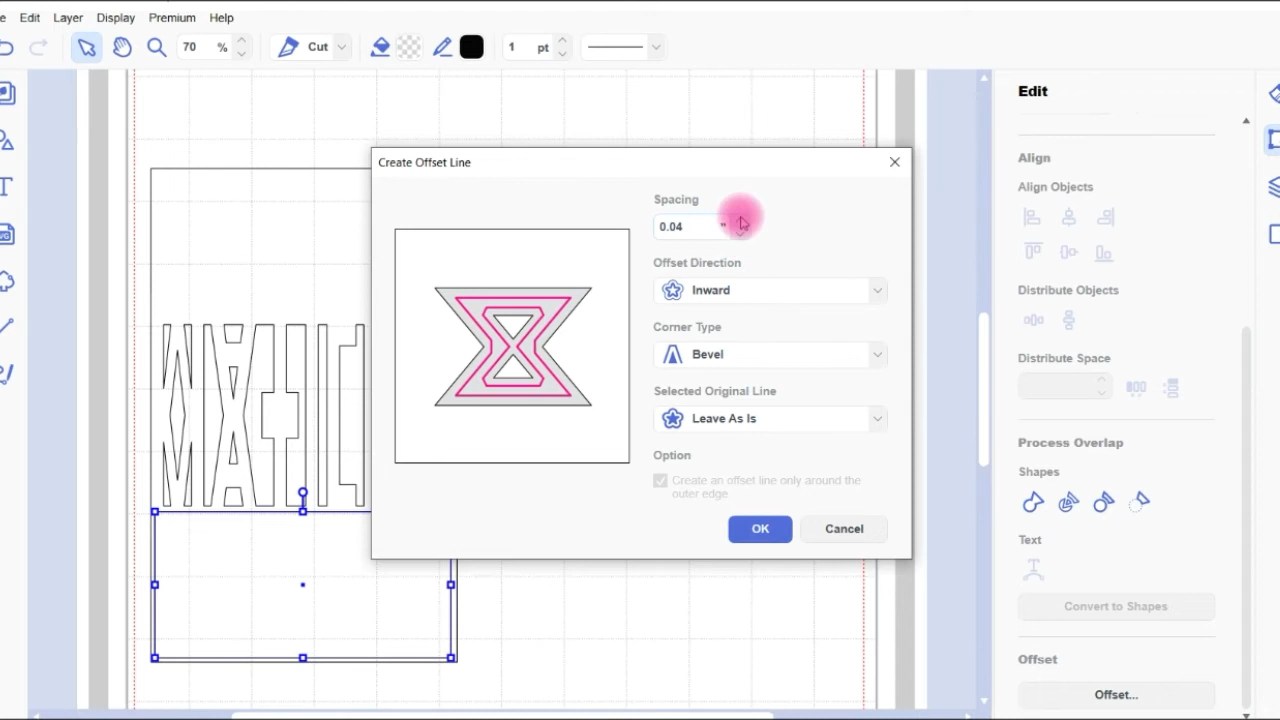 Edit Layer Display Premium Help
70 % Cut 1 pt
Edit
Create Offset Line
Align
Align Objects
Spacing
0.04 "
Offset Direction
Inward
Distribute Objects
Corner Type
Bevel
Distribute Space
Selected Original Line
Leave As Is
Process Overlap
Option
Shapes
Create an offset line only around the
outer edge
OK Cancel
Text
Convert to Shapes
Offset
Offset...